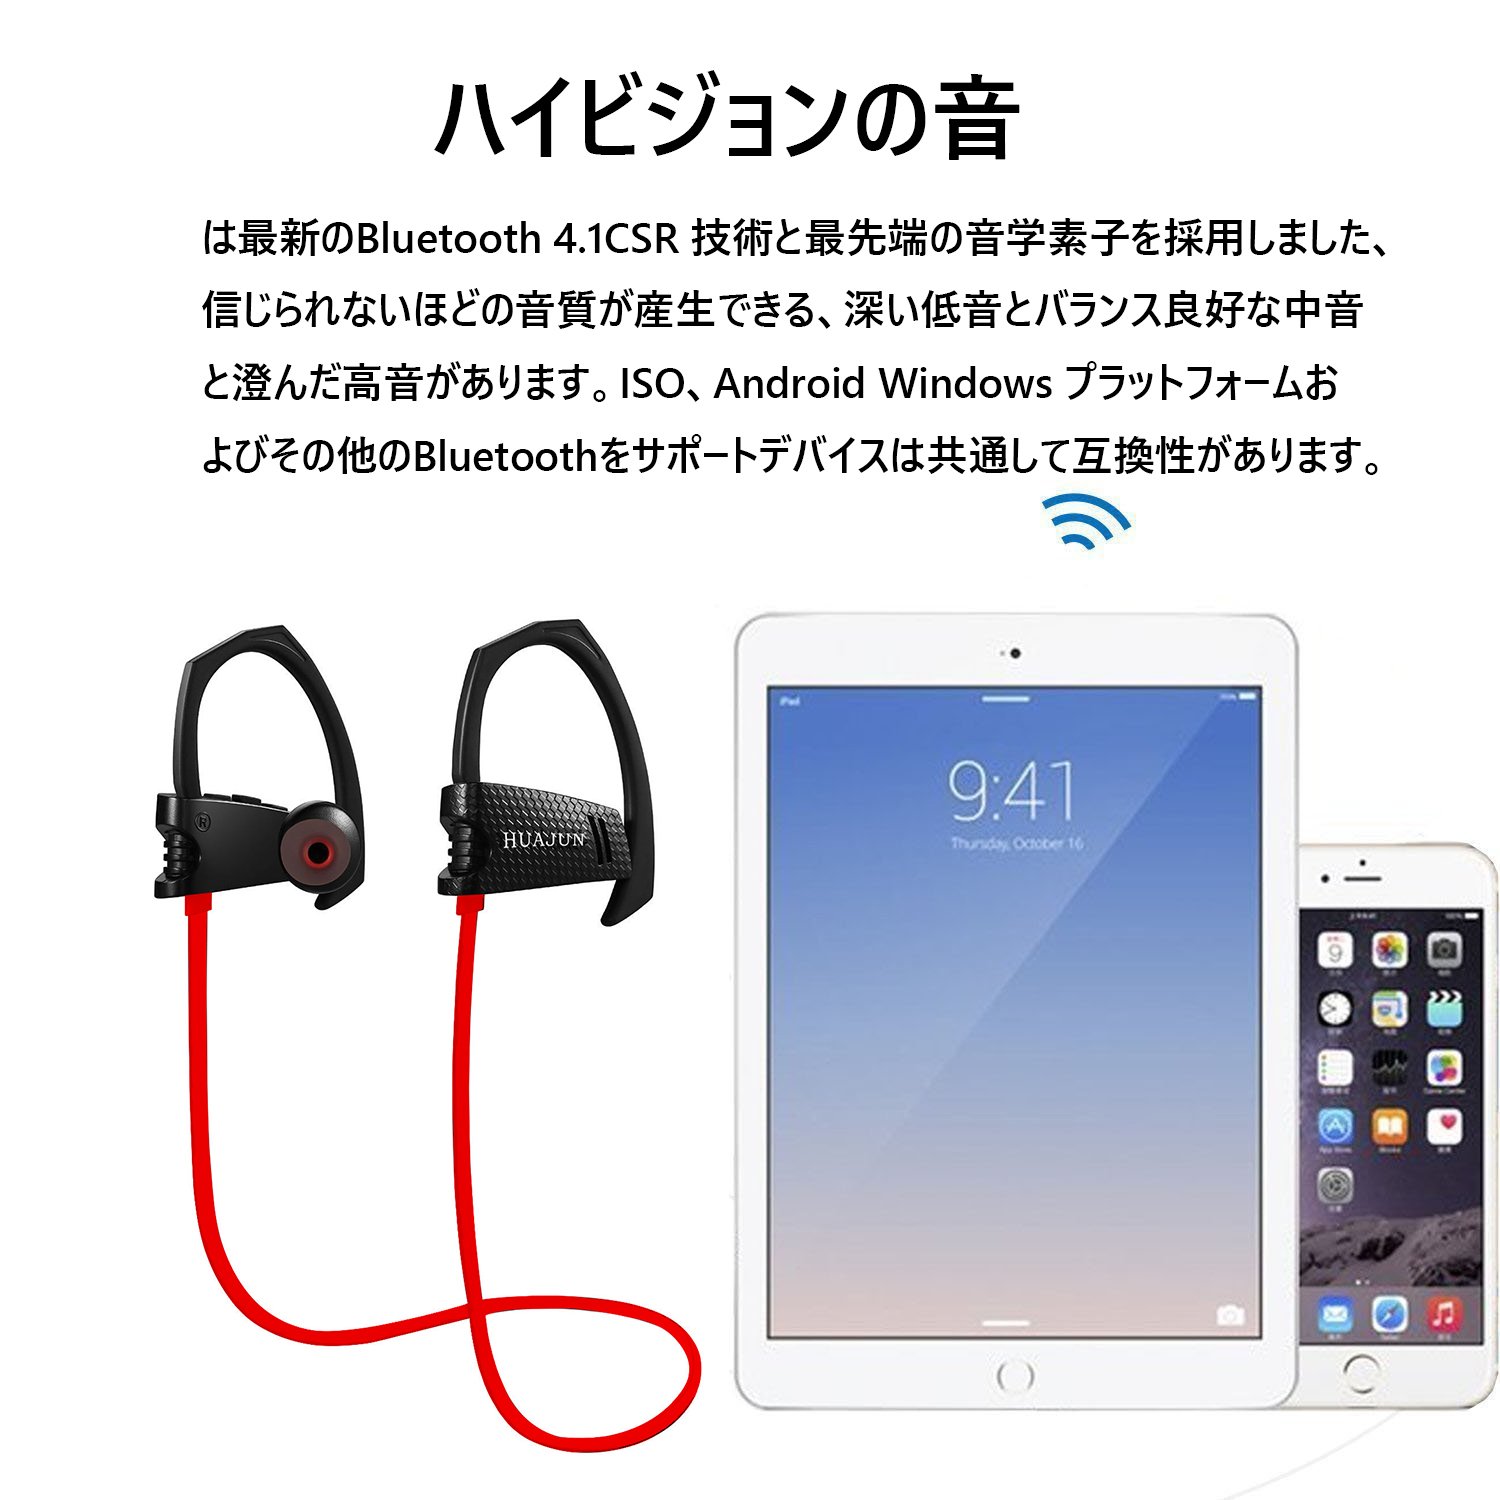 ハイビジョンの音
は最新のBluetooth 4.1CSR 技術と最先端の音学素子を採用しました、
信じられないほどの音質が産生できる、深い低音とバランス良好な中音
と澄んだ高音があります。ISO、Android Windows プラットフォームお
よびその他のBluetoothをサポートデバイスは共通して互換性があります。
®
HUAJUN
iPad
9:41
Thursday, October 16
9
Game Center
App Store